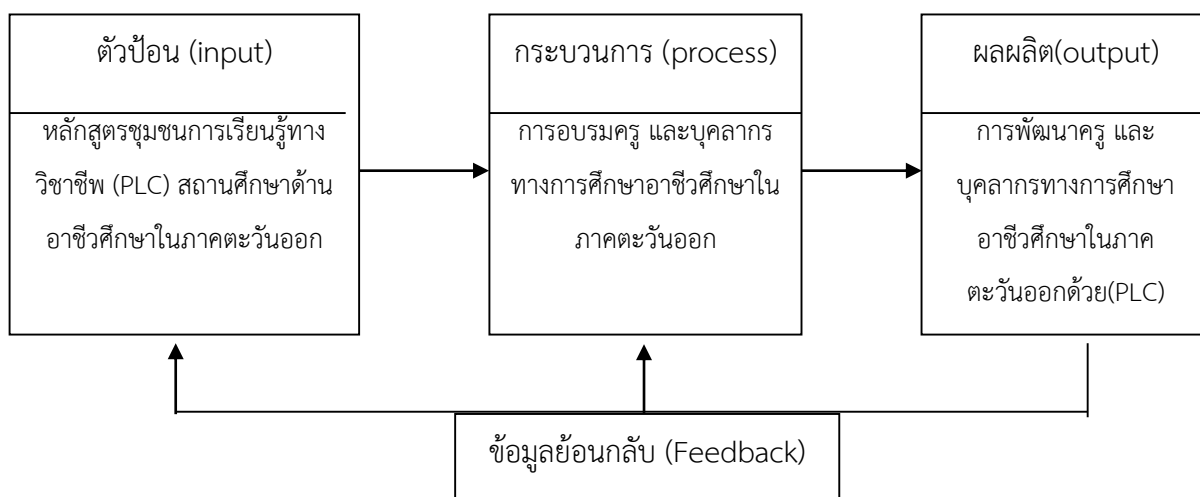 ตัวป้อน (input)
หลักสูตรชุมชนการเรียนรู้ทาง
วิชาชีพ (PLC) สถานศึกษาด้าน
อาชีวศึกษาในภาคตะวันออก
กระบวนการ (process)
การอบรมครู และบุคลากร
ทางการศึกษาอาชีวศึกษาใน
ภาคตะวันออก
ผลผลิต(output)
การพัฒนาครู และ
บุคลากรทางการศึกษา
อาชีวศึกษาในภาค
ตะวันออกด้วย(PLC)
ข้อมูลย้อนกลับ (Feedback)